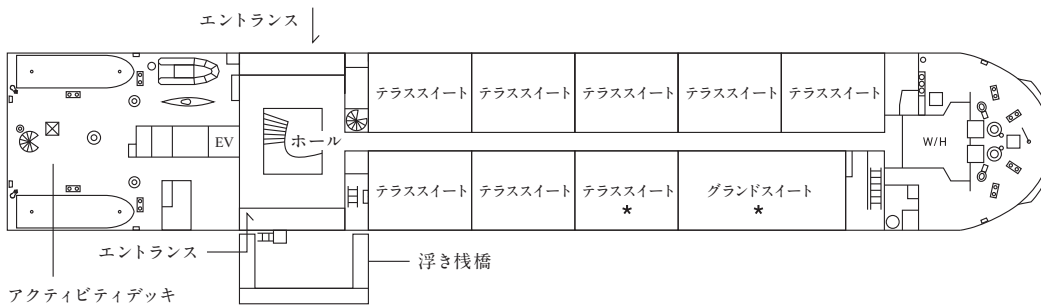 エントランス
テラススイート
テラススイート
テラススイート
テラススイート
テラススイート
EV
ホール
W/H
テラススイート
テラススイート
テラススイート
*
グランドスイート
*
エントランス
浮き桟橋
アクティビティデッキ